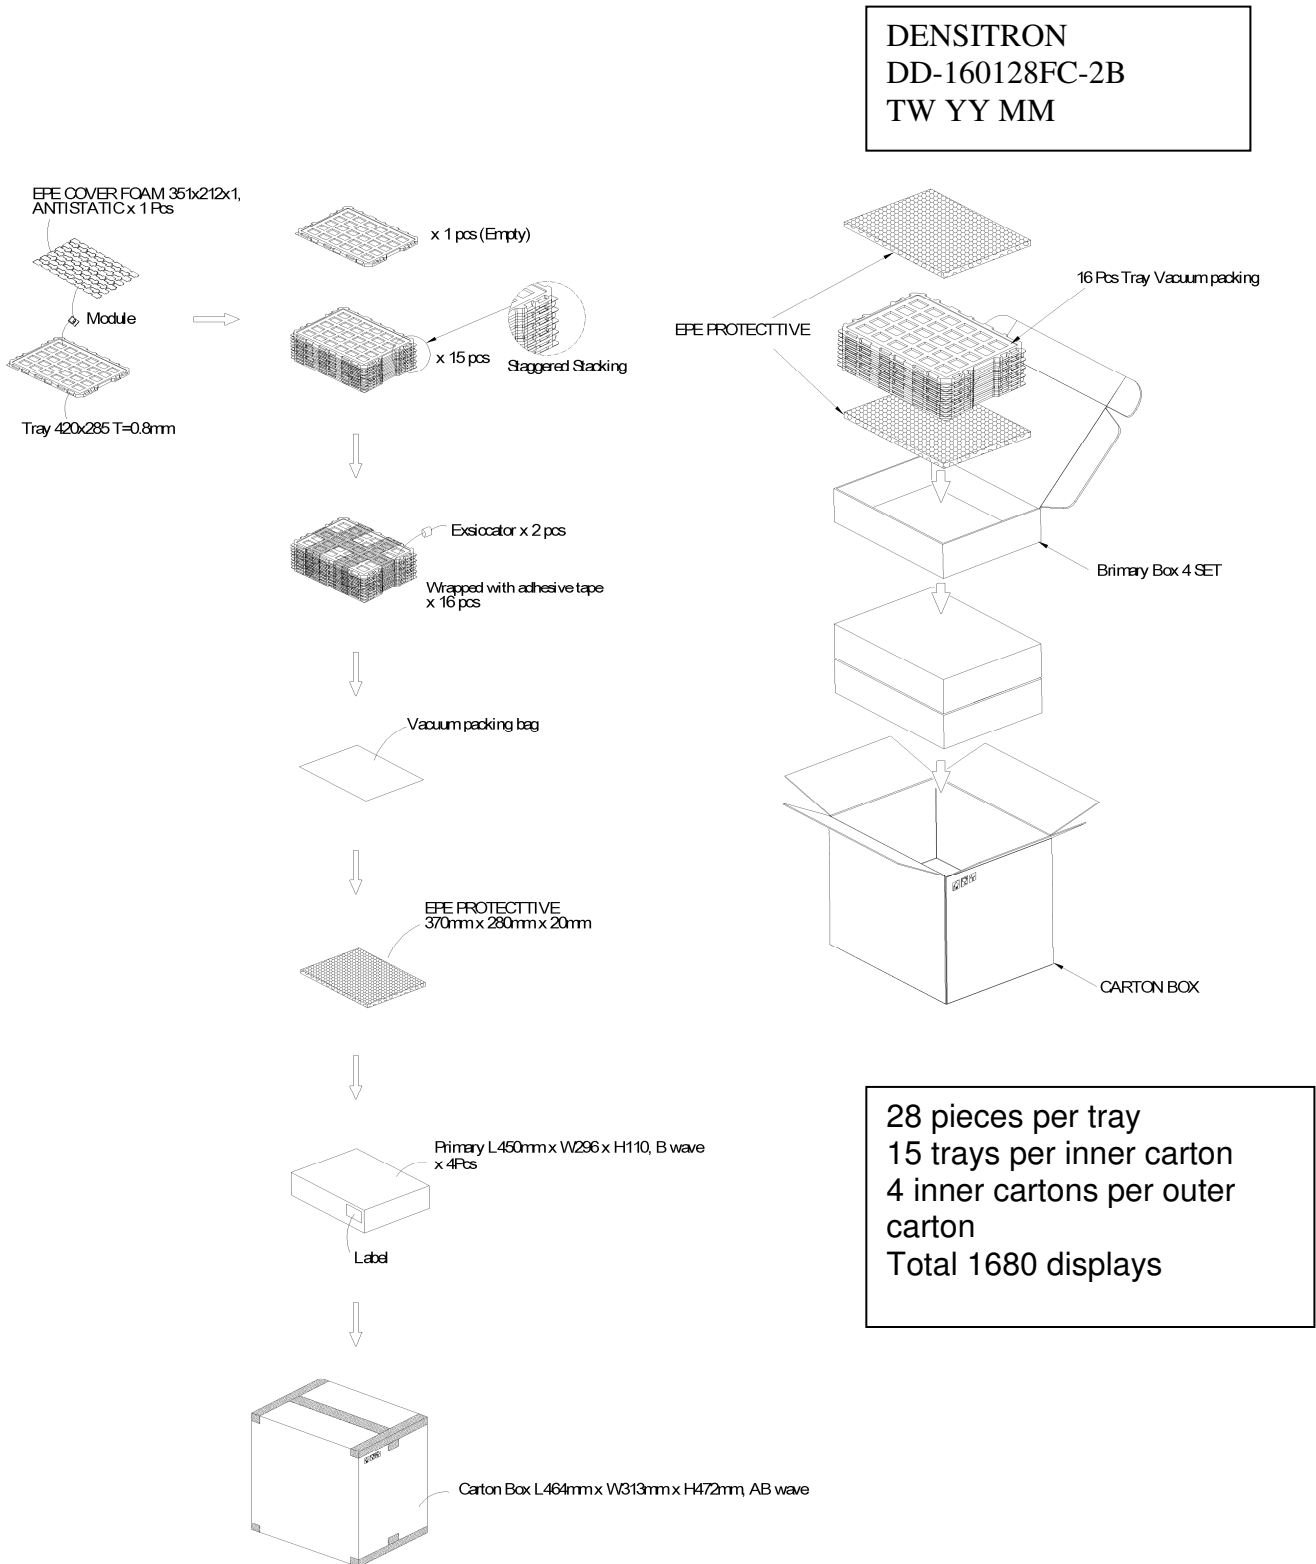 DENSITRON
DD-160128FC-2B
TW YY MM
EPE COVER FOAM 351x212x1,
ANTISTATIC x 1 Pcs
Module
Tray 420x285 T=0.8mm
x 1 pcs (Empty)
x 15 pcs
Staggered Stacking
Exsiccator x 2 pcs
Wrapped with adhesive tape
x 16 pcs
Vacuum packing bag
EPE PROTECTTIVE
370mm x 280mm x 20mm
Primary L450mm x W296 x H110, B wave
x 4Pcs
Label
Carton Box L464mm x W313mm x H472mm, AB wave
16 Pcs Tray Vacuum packing
EPE PROTECTTIVE
Brimary Box 4 SET
CARTON BOX
28 pieces per tray
15 trays per inner carton
4 inner cartons per outer
carton
Total 1680 displays